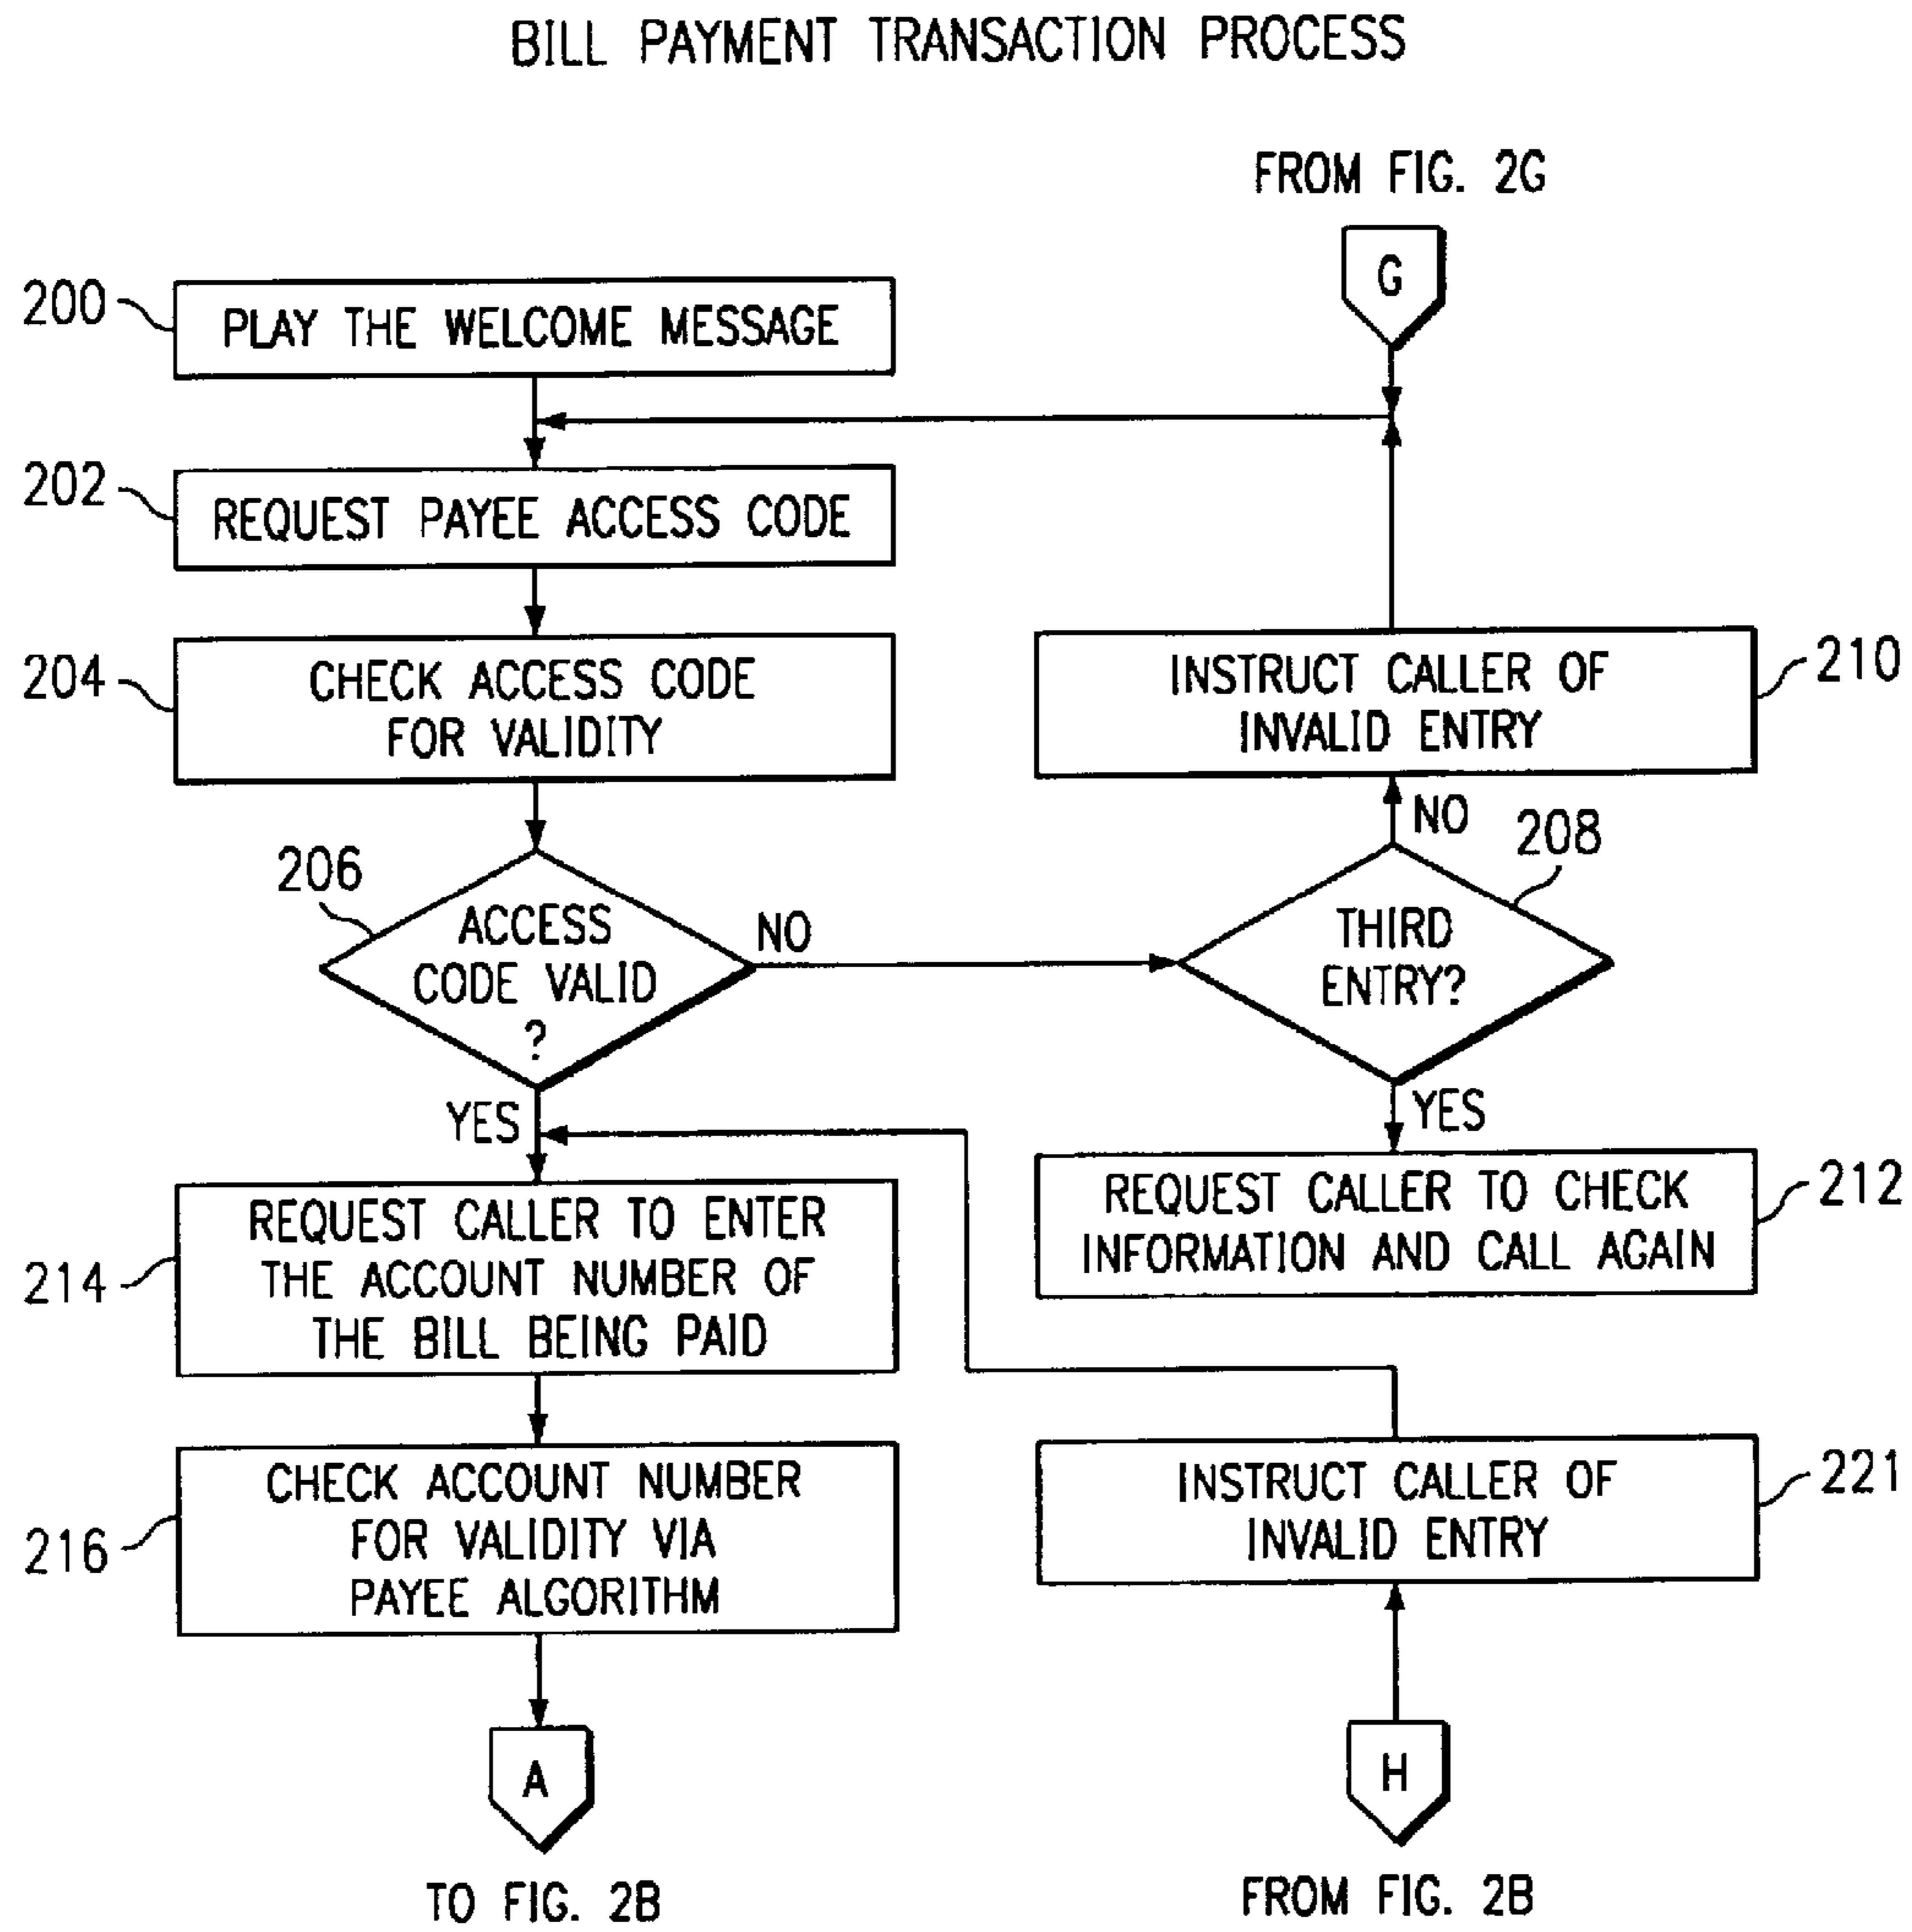 BILL PAYMENT TRANSACTION PROCESS
FROM FIG. 2G
G
200
PLAY THE WELCOME MESSAGE
202
REQUEST PAYEE ACCESS CODE
204
CHECK ACCESS CODE
FOR VALIDITY
INSTRUCT CALLER OF
INVALID ENTRY
210
NO
208
206
ACCESS
CODE VALID
?
NO
THIRD
ENTRY?
YES
YES
REQUEST CALLER TO CHECK
INFORMATION AND CALL AGAIN
212
214
REQUEST CALLER TO ENTER
THE ACCOUNT NUMBER OF
THE BILL BEING PAID
216
CHECK ACCOUNT NUMBER
FOR VALIDITY VIA
PAYEE ALGORITHM
INSTRUCT CALLER OF
INVALID ENTRY
221
A
H
TO FIG. 2B
FROM FIG. 2B